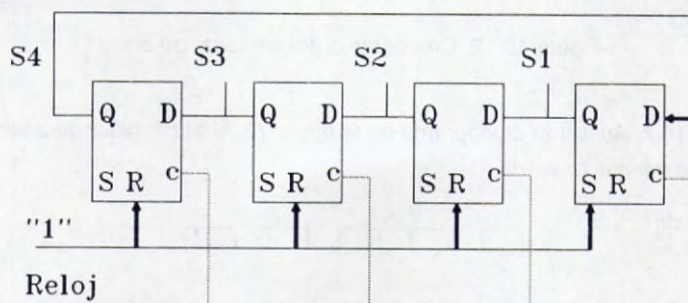 S4 S3 S2 S1
Q D Q D Q D Q D
S R C S R C S R C S R C
"1"
Reloj